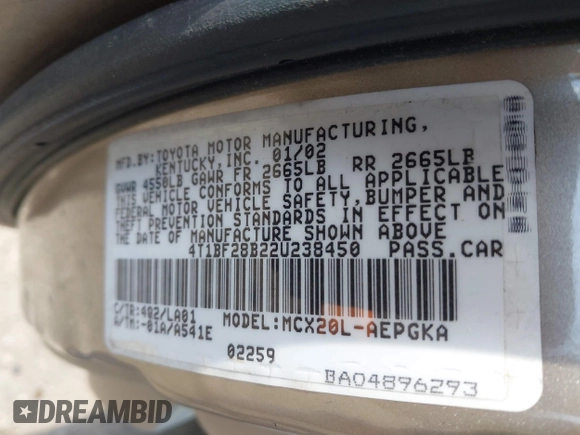 MFD.BY:TOYOTA MOTOR MANUFACTURING,
KENTUCKY,INC. 01/02
GVWR 4550LB GAWR FR 2665LB RR 2665LB
THIS VEHICLE CONFORMS TO ALL APPLICABLE
FEDERAL MOTOR VEHICLE SAFETY,BUMPER AND
THEFT PREVENTION STANDARDS IN EFFECT ON
THE DATE OF MANUFACTURE SHOWN ABOVE
4T1BF28B22U238450 PASS.CAR
C/TR:4Q2/LA01
A/TM:-01A/A541E MODEL:MCX20L-AEPGKA
02259
BA04896293
DREAMBID